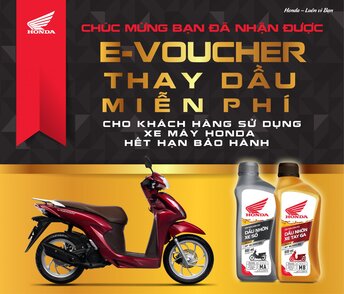 HONDA
Honda – Luôn vì Bạn
CHÚC MỪNG BẠN ĐÃ NHẬN ĐƯỢC
E-VOUCHER
THAY DẦU
MIỄN PHÍ
CHO KHÁCH HÀNG SỬ DỤNG
XE MÁY HONDA
HẾT HẠN BẢO HÀNH
HONDA
DẦU NHỜN
XE SỐ
MA
HONDA
DẦU NHỜN
XE TAY GA
MB